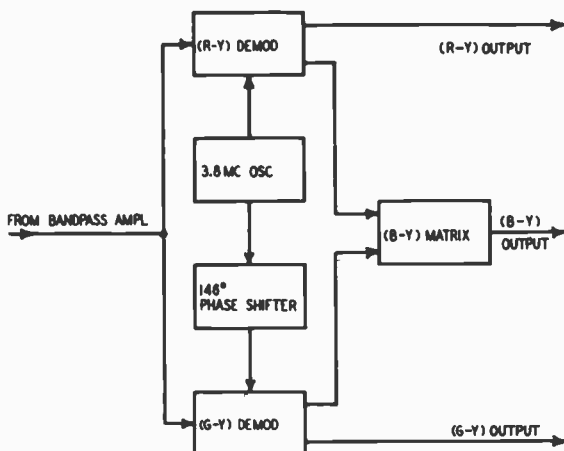 (R-Y) DEMOD
(R-Y) OUTPUT
3.8 MC OSC
FROM BANDPASS AMPL
(B-Y) MATRIX
(B-Y)
OUTPUT
146°
PHASE SHIFTER
(G-Y) DEMOD
(G-Y) OUTPUT